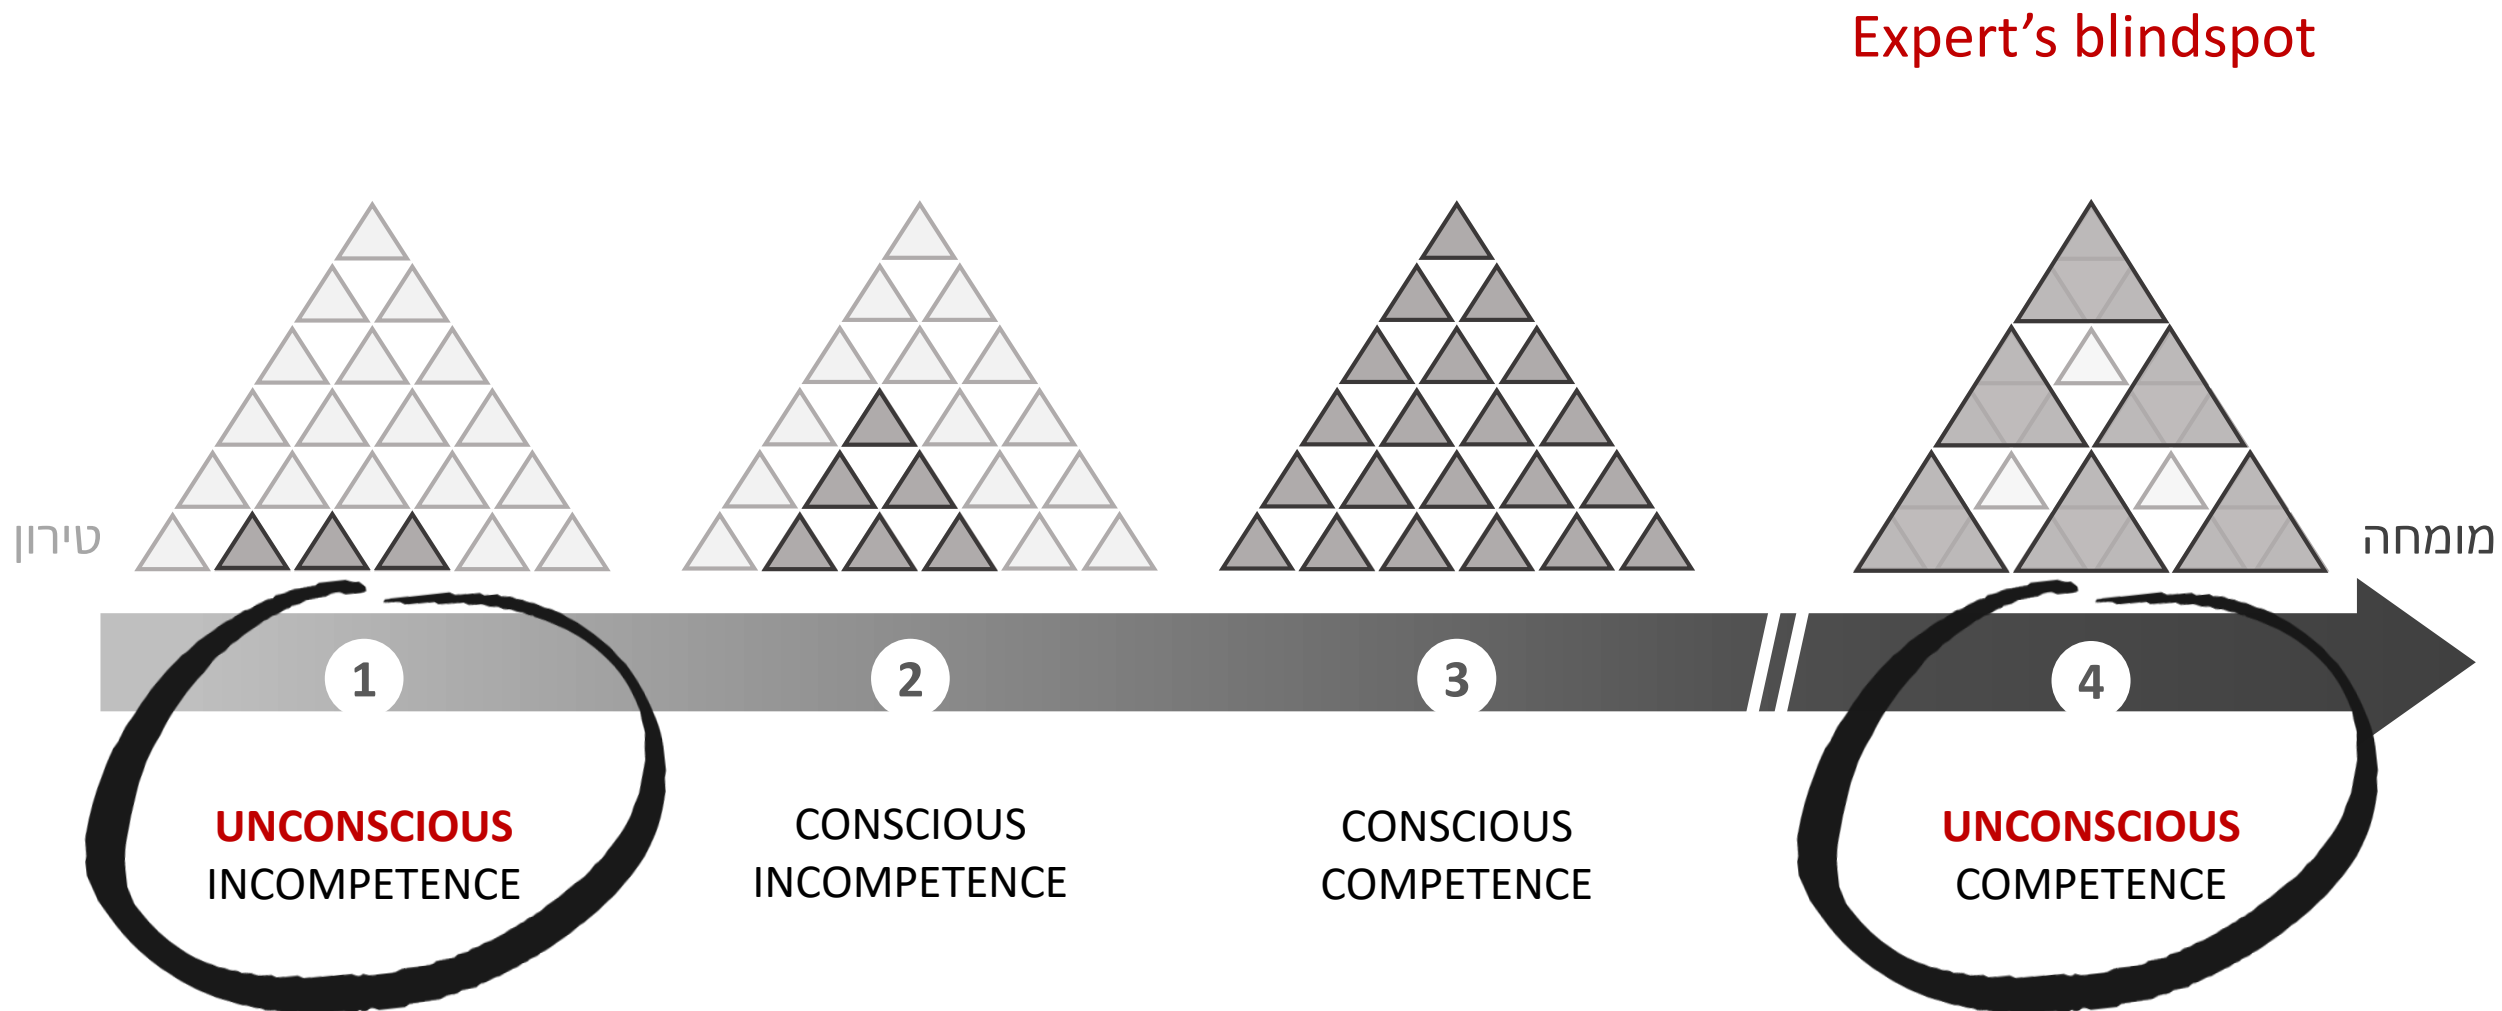 Expert's blindspot
טירון
מומחה
1
2
3
4
UNCONSCIOUS
INCOMPETENCE
CONSCIOUS
INCOMPETENCE
CONSCIOUS
COMPETENCE
UNCONSCIOUS
COMPETENCE